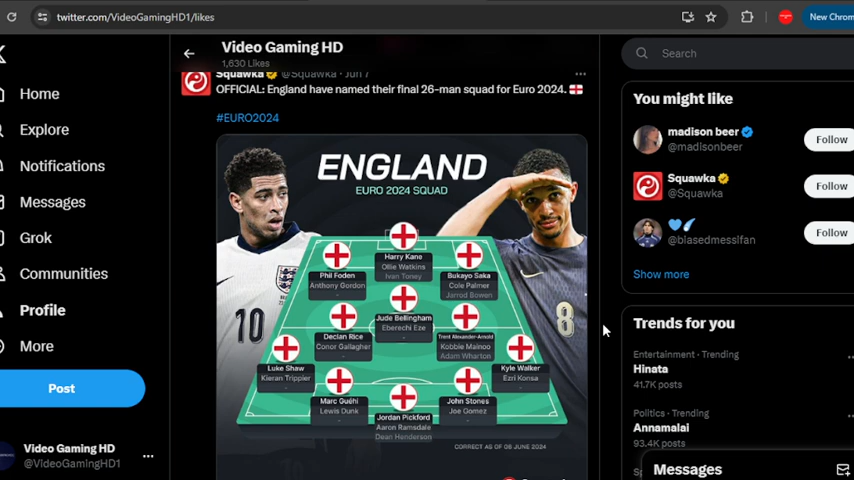 twitter.com/VideoGamingHD1/likes
New Chrom
Video Gaming HD
1,630 Likes
Squawka @Squawka · Jun 7
OFFICIAL: England have named their final 26-man squad for Euro 2024.
#EURO2024
Home
Explore
Notifications
Messages
Grok
Communities
Profile
More
Post
Video Gaming HD
@VideoGamingHD1
ENGLAND
EURO 2024 SQUAD
Harry Kane
Ollie Watkins
Ivan Toney
Phil Foden
Anthony Gordon
-
Bukayo Saka
Cole Palmer
Jarrod Bowen
Jude Bellingham
Eberechi Eze
-
Declan Rice
Conor Gallagher
-
Trent Alexander-Arnold
Kobbie Mainoo
Adam Wharton
Luke Shaw
Kieran Trippier
-
Kyle Walker
Ezri Konsa
-
Marc Guéhi
Lewis Dunk
-
John Stones
Joe Gomez
-
Jordan Pickford
Aaron Ramsdale
Dean Henderson
10
8
CORRECT AS OF 08 JUNE 2024
Search
You might like
madison beer
@madisonbeer
Follow
Squawka
@Squawka
Follow
@blasedmessIfan
Follow
Show more
Trends for you
Entertainment · Trending
Hinata
41.7K posts
Politics · Trending
Annamalai
93.4K posts
Messages